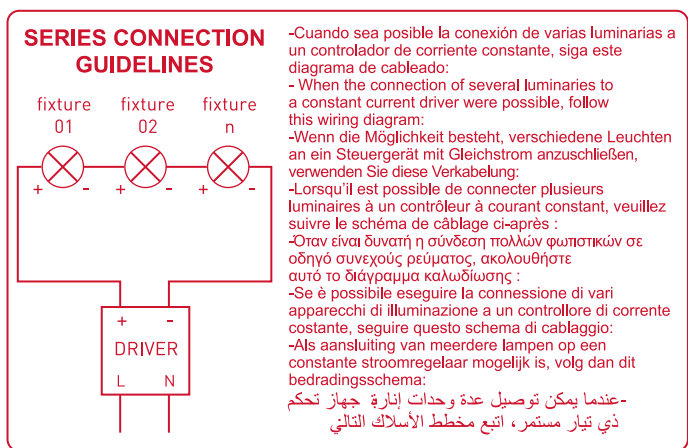 SERIES CONNECTION
GUIDELINES
fixture fixture fixture
01 02 n
+ - + - + -
+ -
DRIVER
L N
-Cuando sea posible la conexión de varias luminarias a
un controlador de corriente constante, siga este
diagrama de cableado:
- When the connection of several luminaries to
a constant current driver were possible, follow
this wiring diagram:
-Wenn die Möglichkeit besteht, verschiedene Leuchten
an ein Steuergerät mit Gleichstrom anzuschließen,
verwenden Sie diese Verkabelung:
-Lorsqu'il est possible de connecter plusieurs
luminaires à un contrôleur à courant constant, veuillez
suivre le schéma de câblage ci-après :
-Όταν είναι δυνατή η σύνδεση πολλών φωτιστικών σε
οδηγό συνεχούς ρεύματος, ακολουθήστε
αυτό το διάγραμμα καλωδίωσης :
-Se è possibile eseguire la connessione di vari
apparecchi di illuminazione a un controllore di corrente
costante, seguire questo schema di cablaggio:
-Als aansluiting van meerdere lampen op een
constante stroomregelaar mogelijk is, volg dan dit
bedradingsschema:
-عندما يمكن توصيل عدة وحدات إنارة جهاز تحكم
ذي تيار مستمر، اتبع مخطط الأسلاك التالي